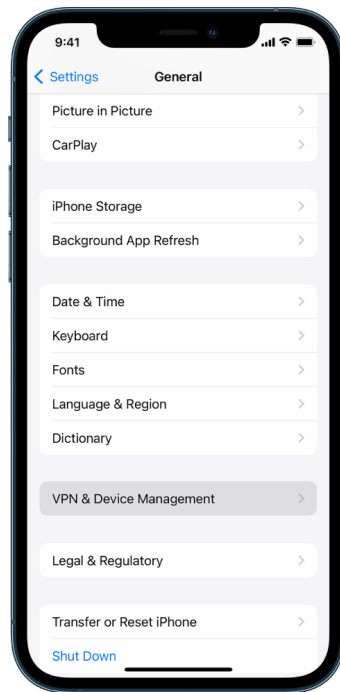 9:41
Settings
General
Picture in Picture
CarPlay
iPhone Storage
Background App Refresh
Date & Time
Keyboard
Fonts
Language & Region
Dictionary
VPN & Device Management
Legal & Regulatory
Transfer or Reset iPhone
Shut Down